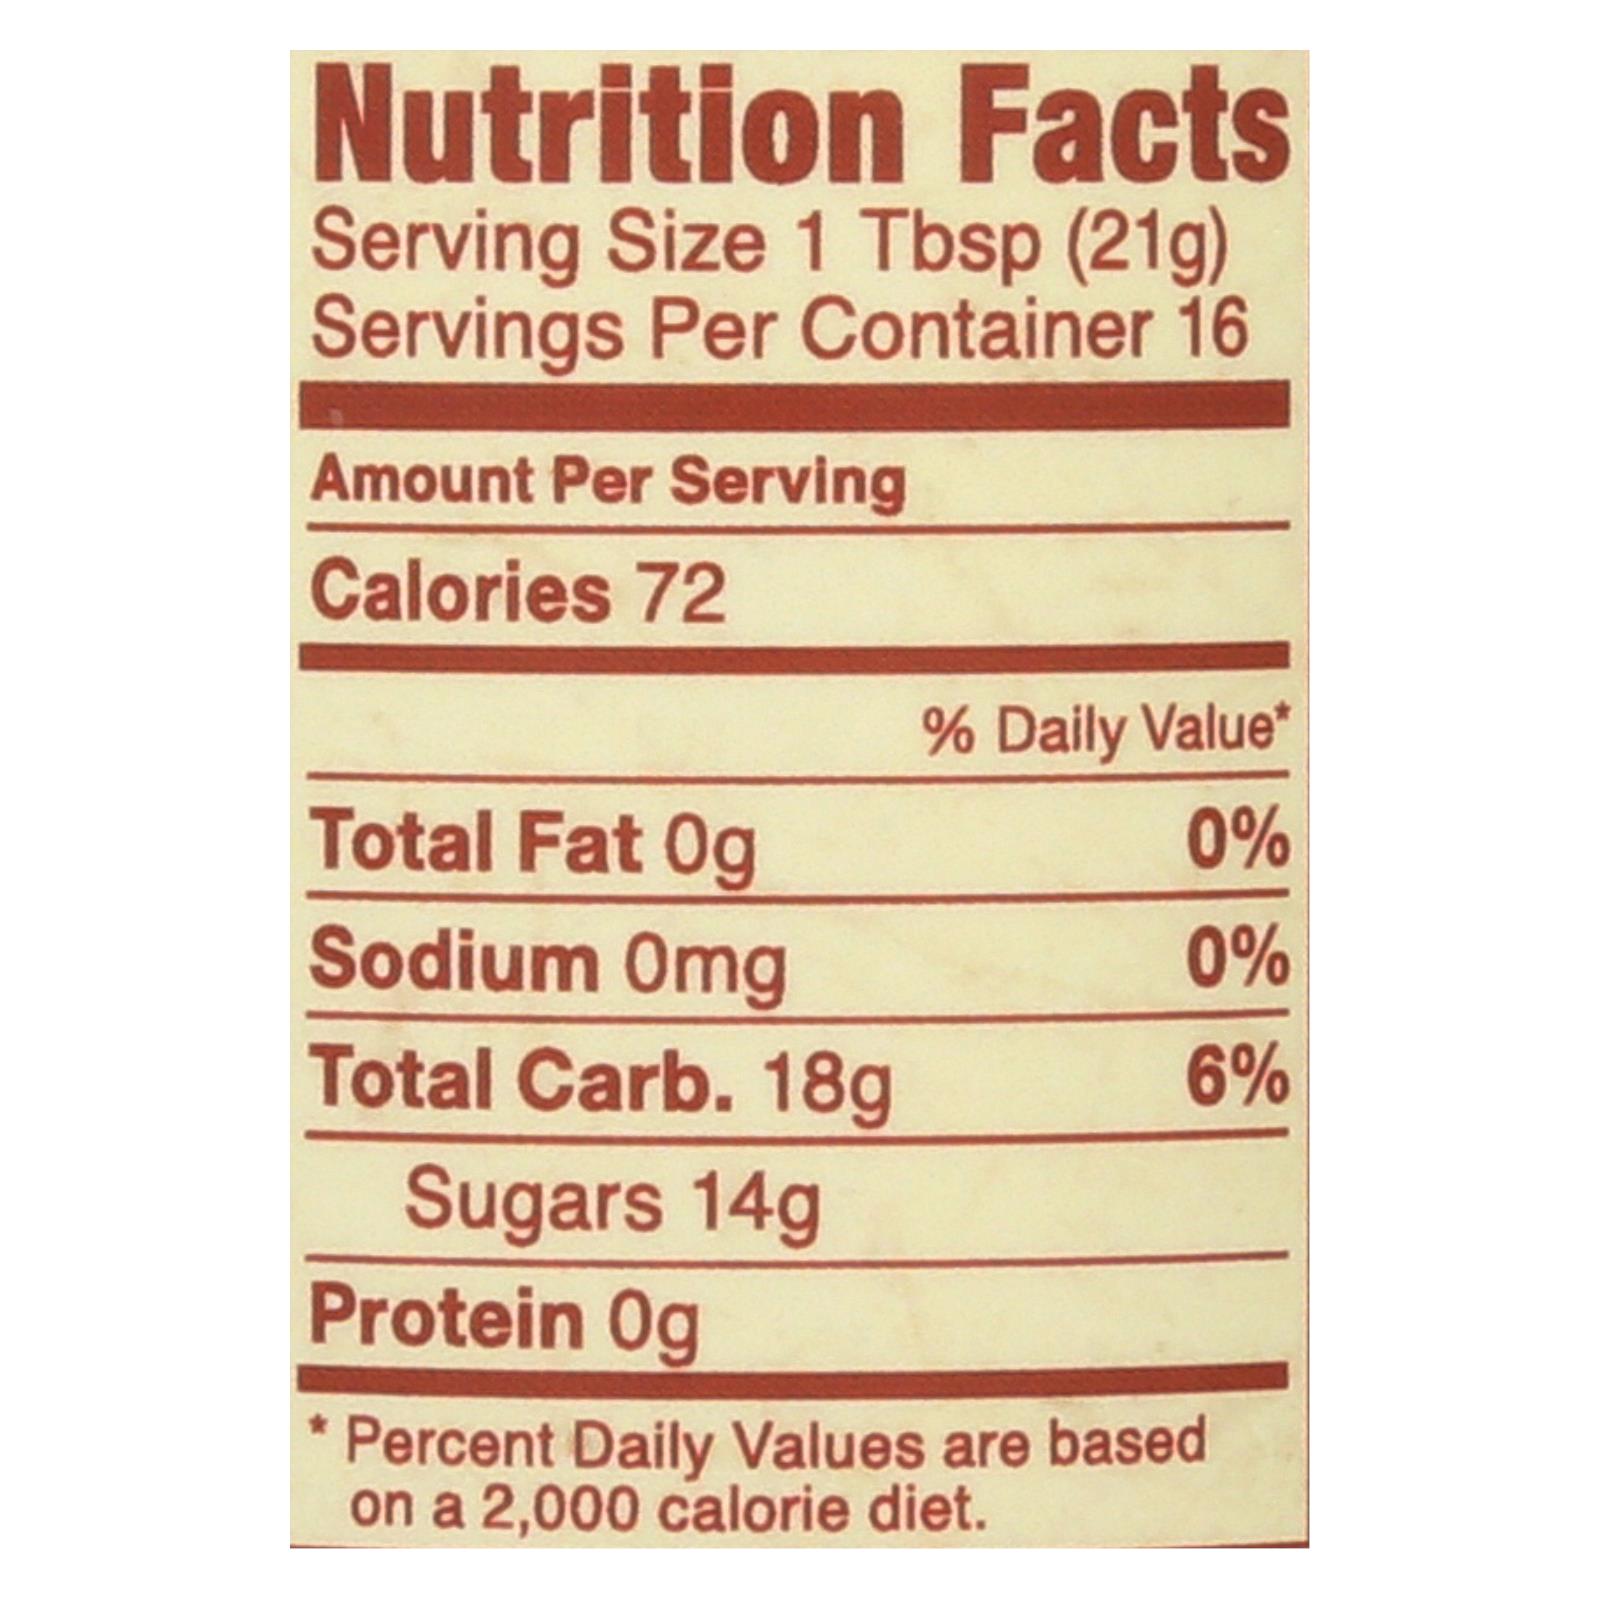 Nutrition Facts
Serving Size 1 Tbsp (21g)
Servings Per Container 16
Amount Per Serving
Calories 72
% Daily Value*
Total Fat 0g 0%
Sodium 0mg 0%
Total Carb. 18g 6%
Sugars 14g
Protein 0g
* Percent Daily Values are based
on a 2,000 calorie diet.